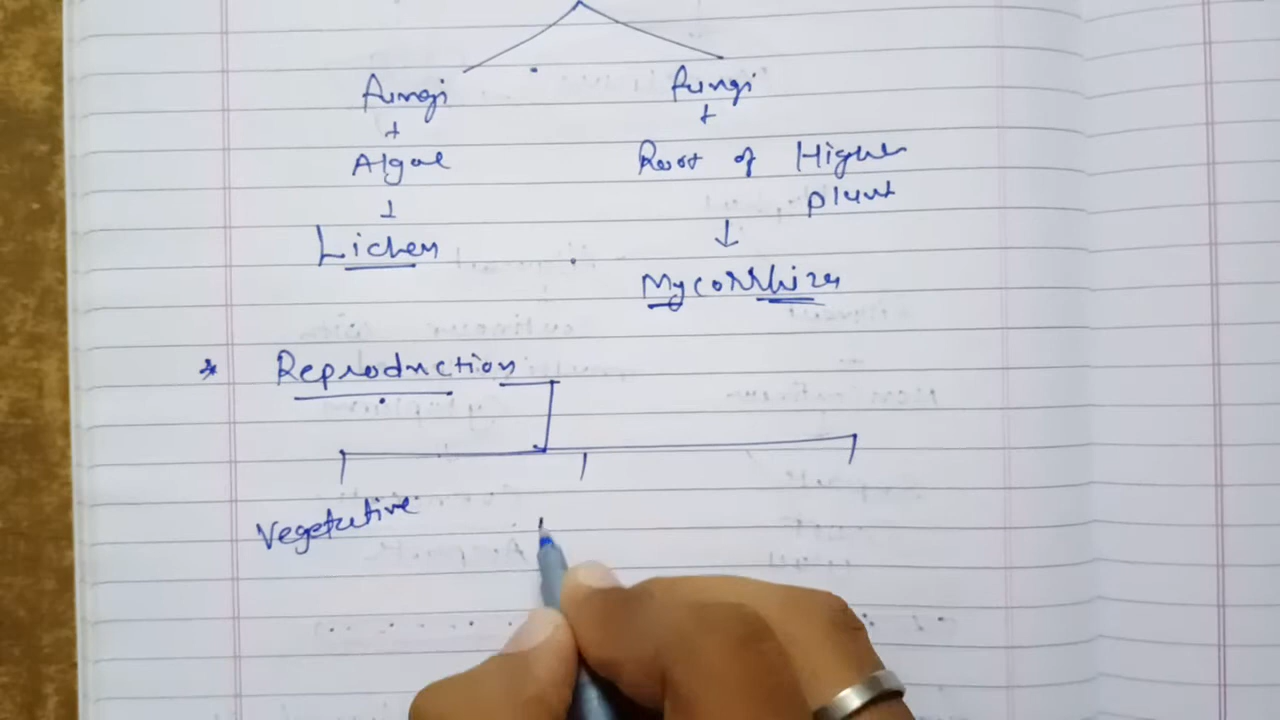 Fungi Fungi
+ +
Algae Root of Higher
plant
↓ ↓
Lichen
Mycorrhiza
* Reproduction
Vegetative